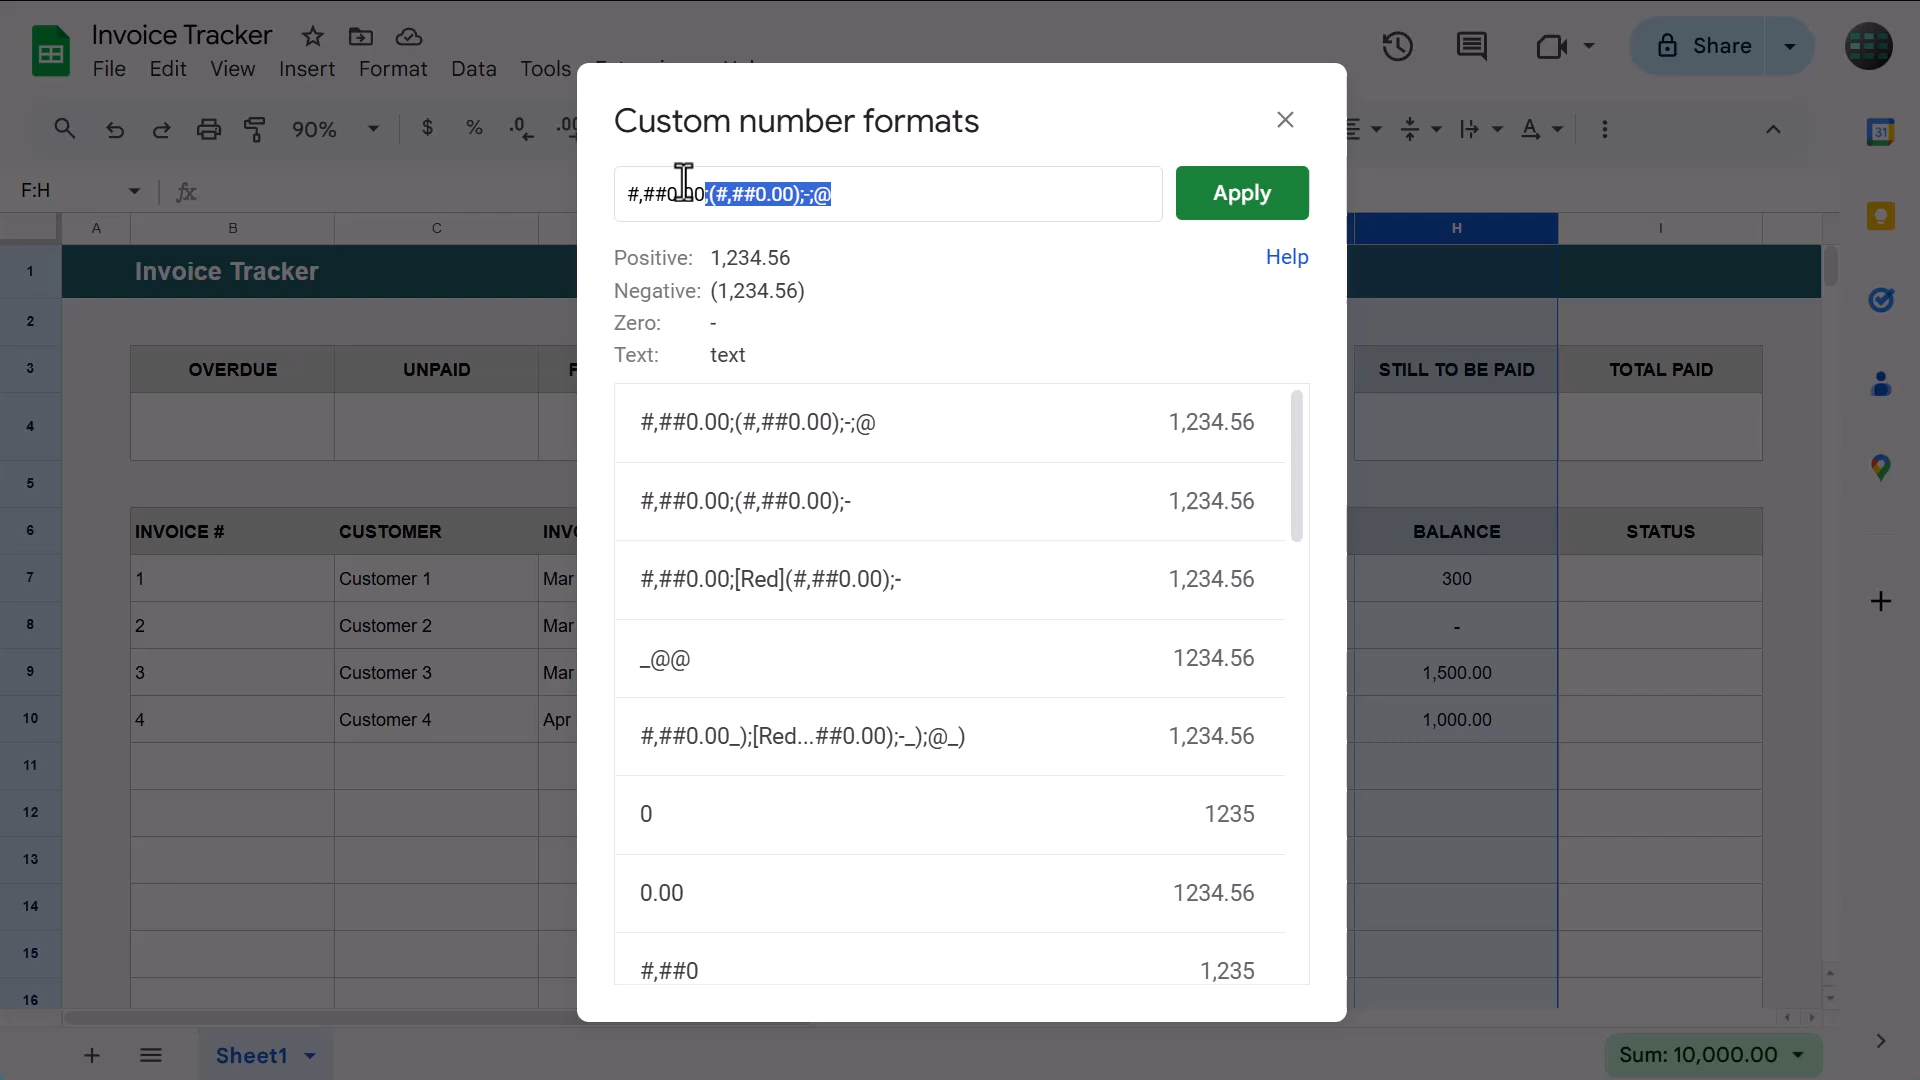 Invoice Tracker
File Edit View Insert Format Data Tools
Share
90% $ % .0 .00
31
F:H fx
A B C H I
1 Invoice Tracker
2
3 OVERDUE UNPAID STILL TO BE PAID TOTAL PAID
4
5
6 INVOICE # CUSTOMER INV BALANCE STATUS
7 1 Customer 1 Mar 300
8 2 Customer 2 Mar -
9 3 Customer 3 Mar 1,500.00
10 4 Customer 4 Apr 1,000.00
11
12
13
14
15
16
Sheet1 Sum: 10,000.00
Custom number formats
#,##0.00;(#,##0.00);-;@ Apply
Positive: 1,234.56 Help
Negative: (1,234.56)
Zero: -
Text: text
#,##0.00;(#,##0.00);-;@ 1,234.56
#,##0.00;(#,##0.00);- 1,234.56
#,##0.00;[Red](#,##0.00);- 1,234.56
_@@ 1234.56
#,##0.00_);[Red...##0.00);-_);@_) 1,234.56
0 1235
0.00 1234.56
#,##0 1,235